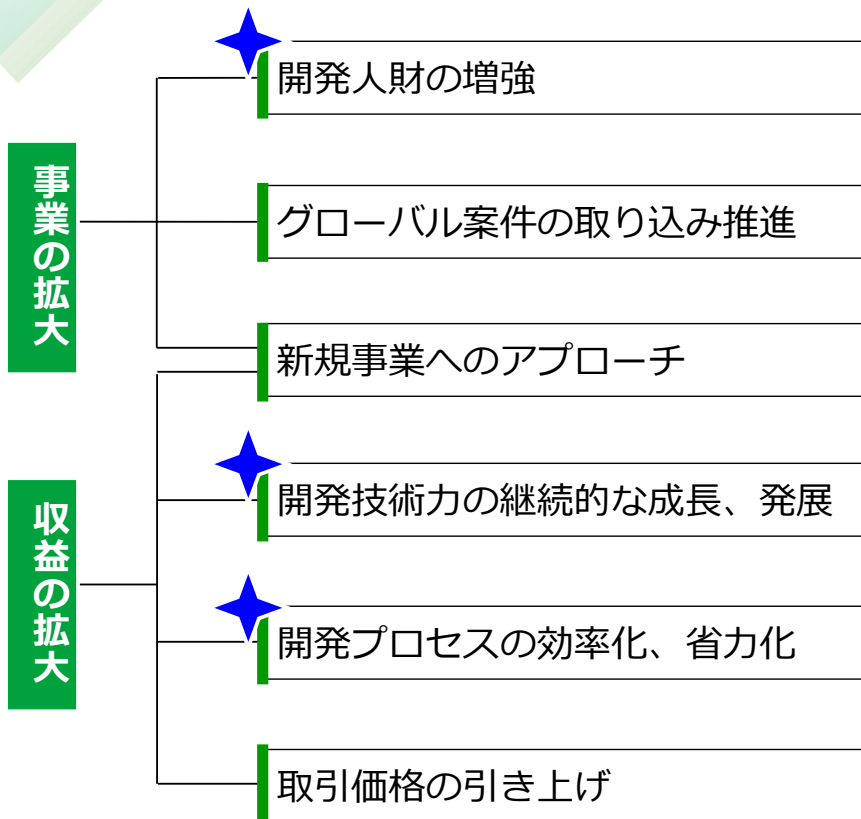 事業の拡大
開発人財の増強
グローバル案件の取り込み推進
新規事業へのアプローチ
収益の拡大
開発技術力の継続的な成長、発展
開発プロセスの効率化、省力化
取引価格の引き上げ